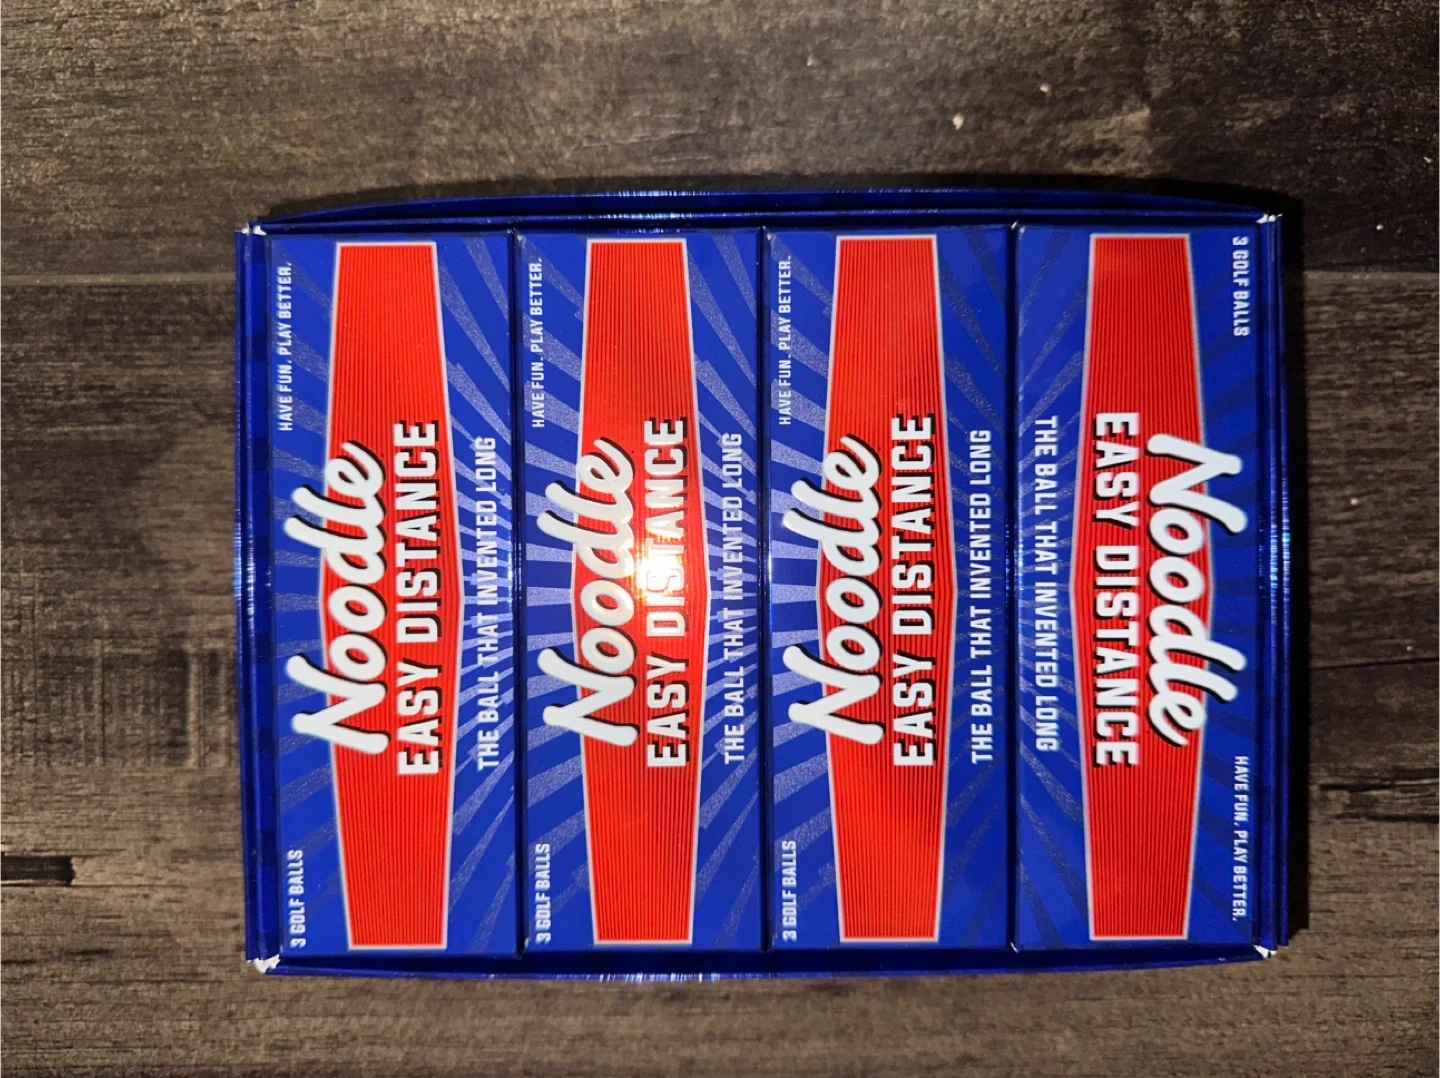 HAVE FUN. PLAY BETTER.
Noodle
EASY DISTANCE
THE BALL THAT INVENTED LONG
3 GOLF BALLS
HAVE FUN. PLAY BETTER.
Noodle
EASY DISTANCE
THE BALL THAT INVENTED LONG
3 GOLF BALLS
HAVE FUN. PLAY BETTER.
Noodle
EASY DISTANCE
THE BALL THAT INVENTED LONG
3 GOLF BALLS
3 GOLF BALLS
Noodle
EASY DISTANCE
THE BALL THAT INVENTED LONG
HAVE FUN. PLAY BETTER.